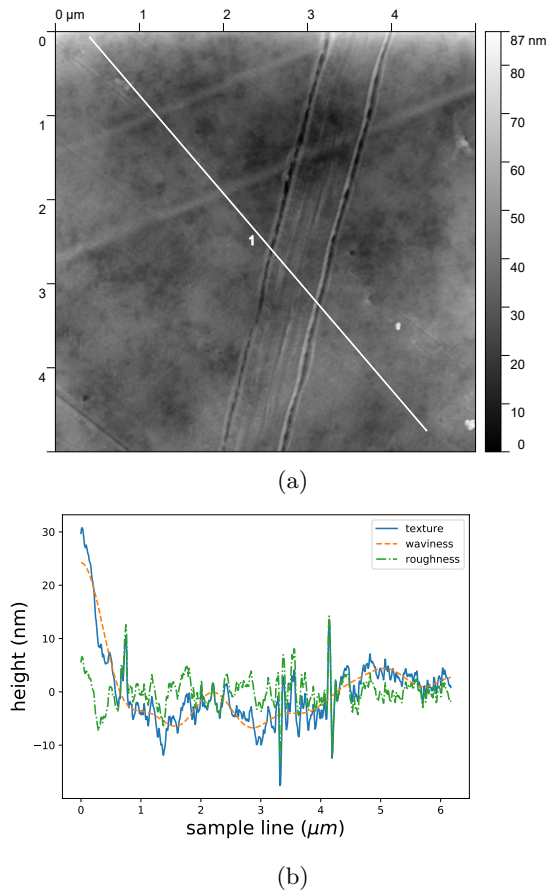 0 µm 1 2 3 4
0
1
2
3
4
1
87 nm
80
70
60
50
40
30
20
10
0
(a)
30
20
10
0
−10
height (nm)
texture
waviness
roughness
0 1 2 3 4 5 6
sample line (µm)
(b)